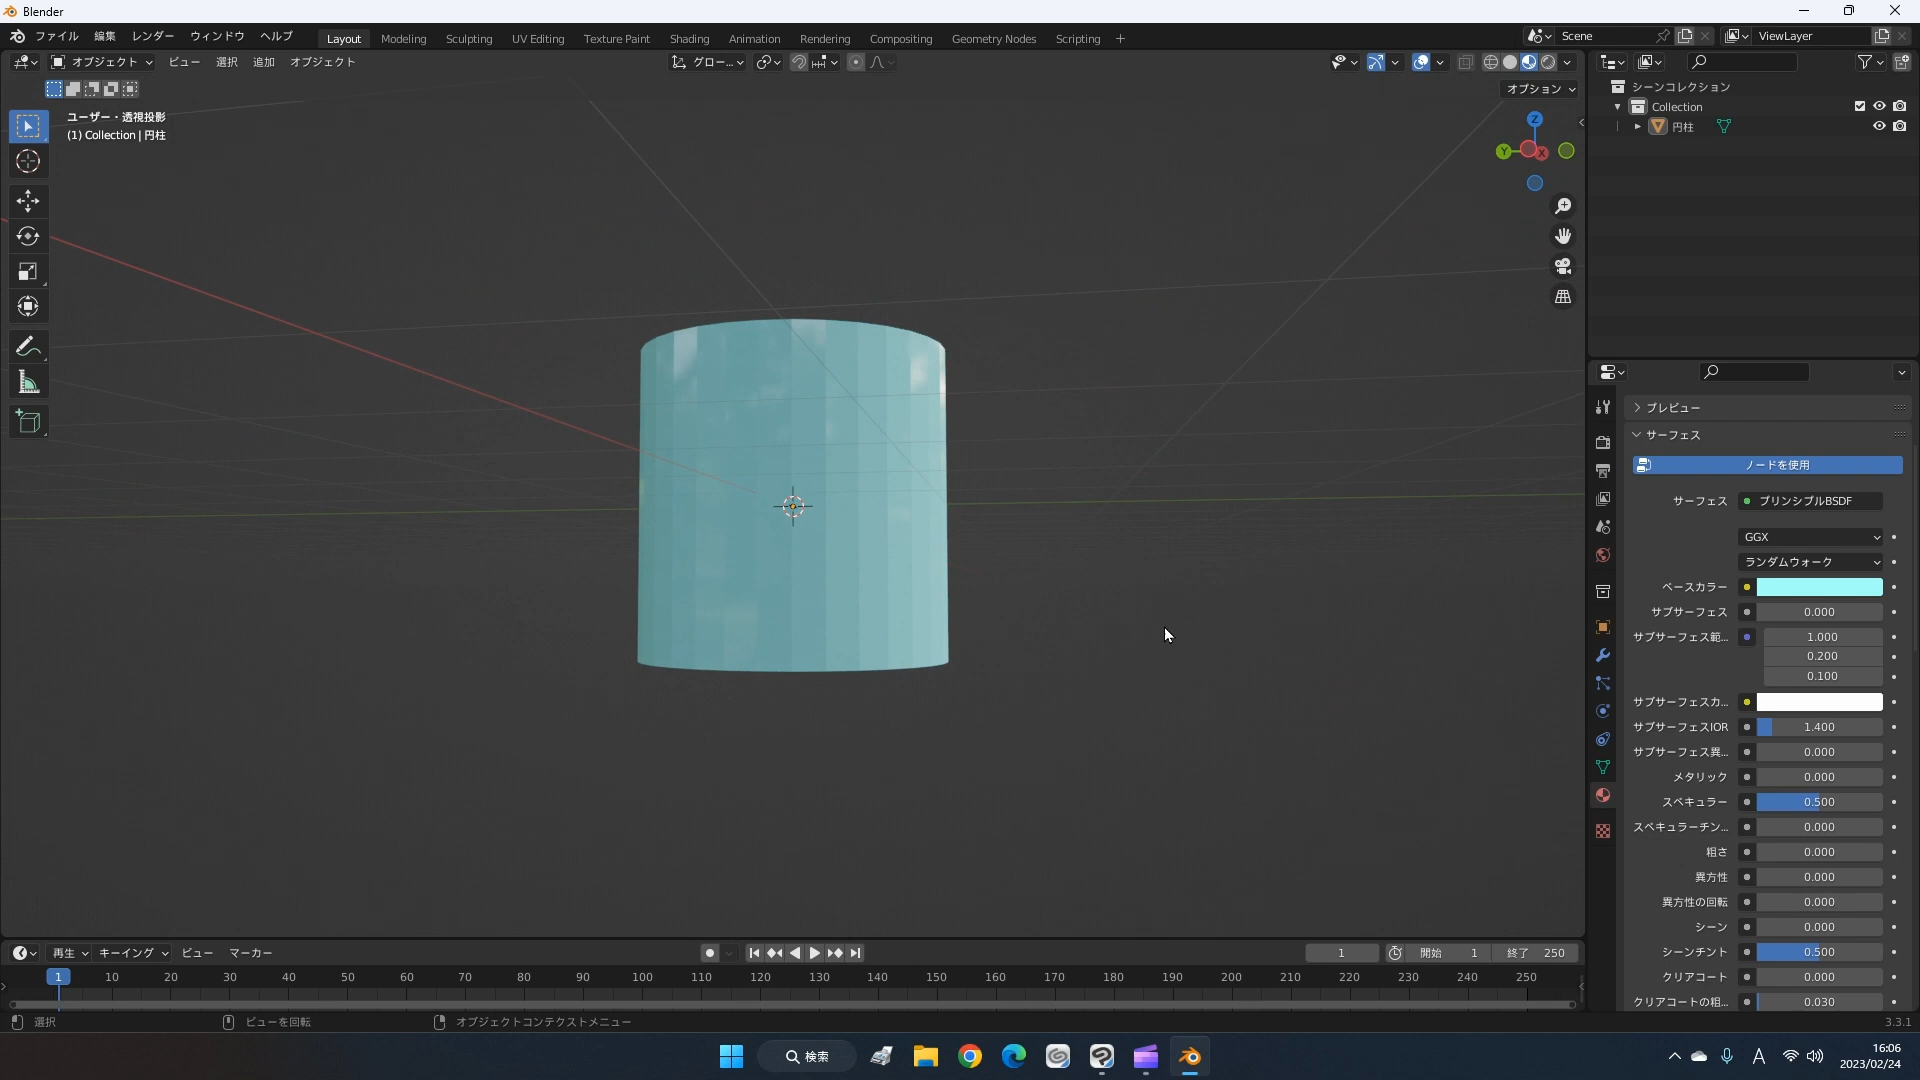 Blender
ファイル 編集 レンダー ウィンドウ ヘルプ Layout Modeling Sculpting UV Editing Texture Paint Shading Animation Rendering Compositing Geometry Nodes Scripting + Scene ViewLayer
オブジェクト ビュー 選択 追加 オブジェクト グロー...
オプション
ユーザー・透視投影
(1) Collection | 円柱
Z
Y
X
シーンコレクション
Collection
円柱
プレビュー
サーフェス
ノードを使用
サーフェス プリンシプルBSDF
GGX
ランダムウォーク
ベースカラー
サブサーフェス 0.000
サブサーフェス範... 1.000
0.200
0.100
サブサーフェスカ...
サブサーフェスIOR 1.400
サブサーフェス異... 0.000
メタリック 0.000
スペキュラー 0.500
スペキュラーチン... 0.000
粗さ 0.000
異方性 0.000
異方性の回転 0.000
シーン 0.000
シーンチント 0.500
クリアコート 0.000
クリアコートの粗... 0.030
再生 キーイング ビュー マーカー 1 開始 1 終了 250
1 10 20 30 40 50 60 70 80 90 100 110 120 130 140 150 160 170 180 190 200 210 220 230 240 250
選択 ビューを回転 オブジェクトコンテクストメニュー 3.3.1
検索
A
16:06
2023/02/24